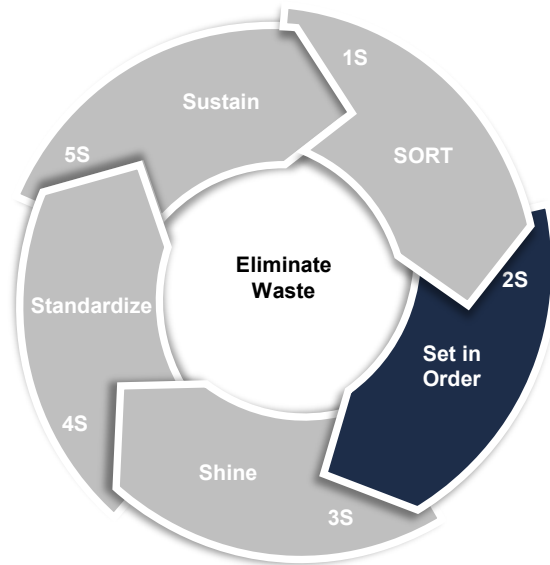 1S
SORT
2S
Set in
Order
3S
Shine
4S
Standardize
5S
Sustain
Eliminate
Waste